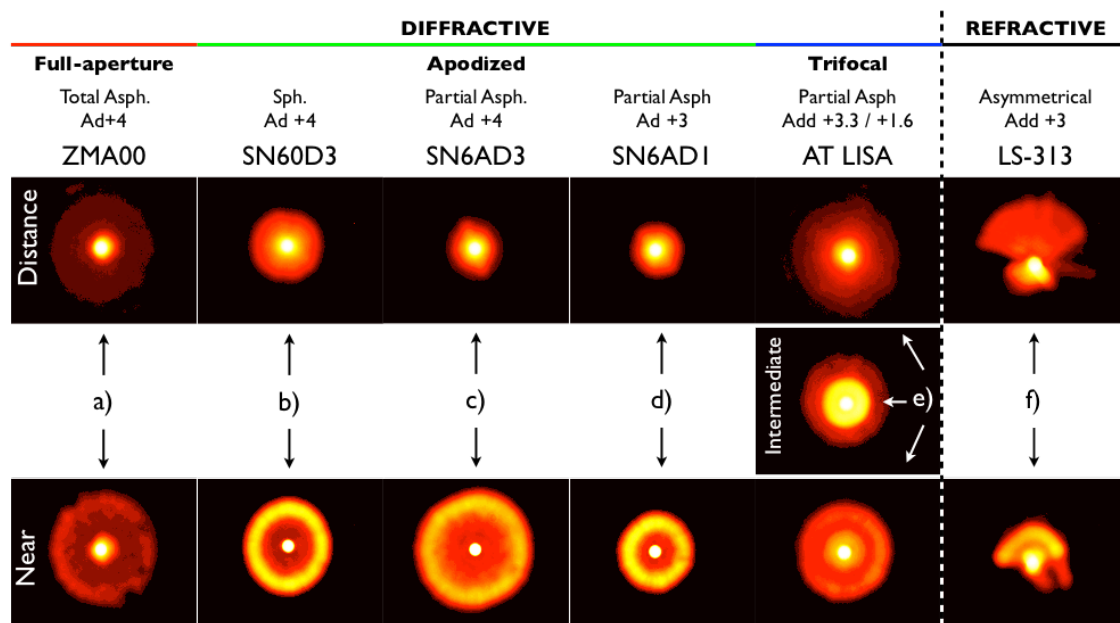 DIFFRACTIVE
REFRACTIVE
Full-aperture
Apodized
Trifocal
Total Asph.
Sph.
Partial Asph.
Partial Asph
Partial Asph
Asymmetrical
Ad+4
Ad +4
Ad +4
Ad +3
Add +3.3 / +1.6
Add +3
ZMA00
SN60D3
SN6AD3
SN6AD1
AT LISA
LS-313
Distance
a)
b)
c)
d)
Intermediate
e)
f)
Near